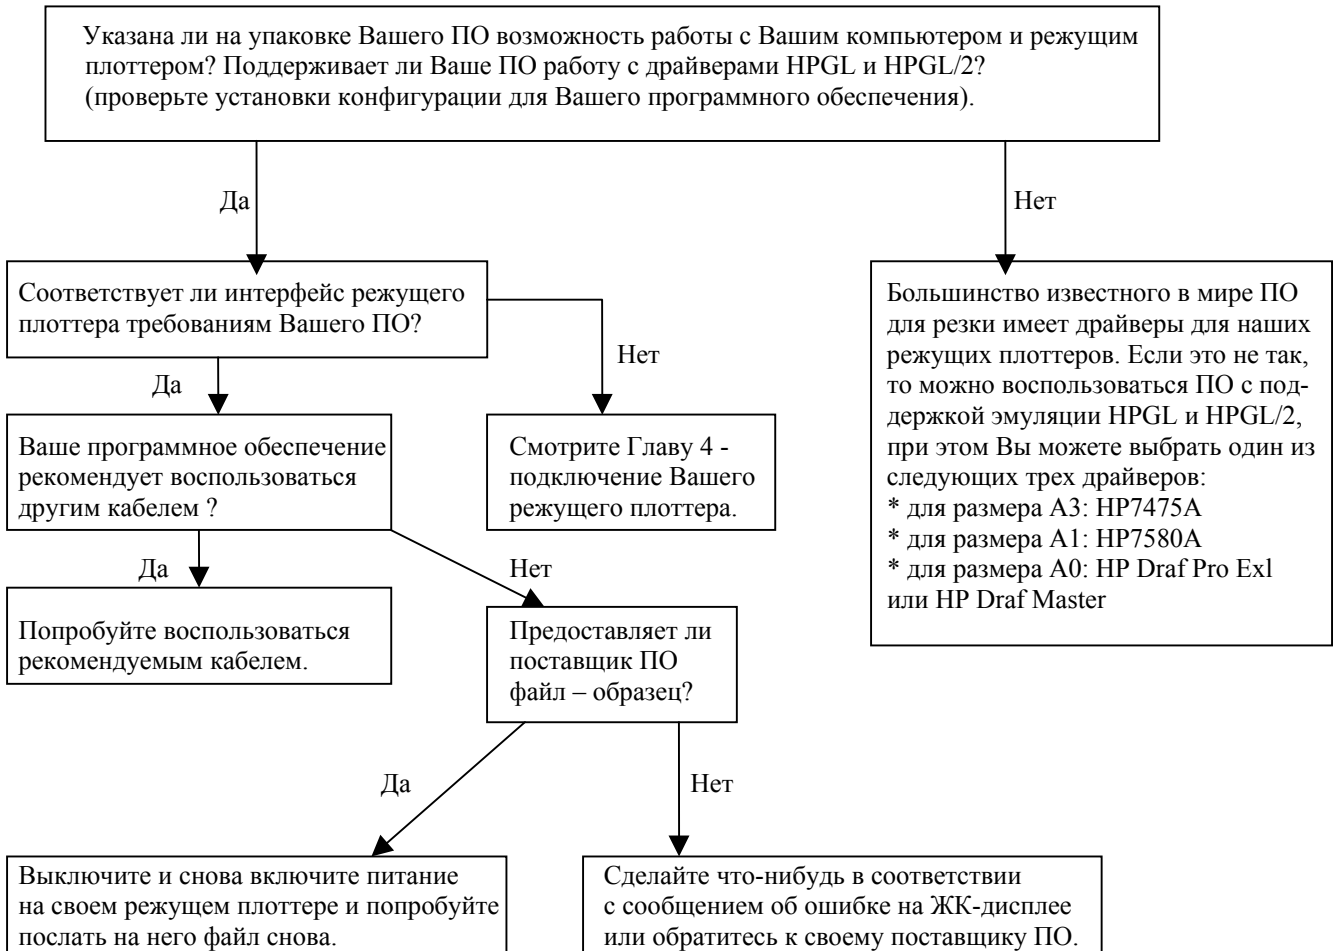 Указана ли на упаковке Вашего ПО возможность работы с Вашим компьютером и режущим
плоттером? Поддерживает ли Ваше ПО работу с драйверами HPGL и HPGL/2?
(проверьте установки конфигурации для Вашего программного обеспечения).
Да
Нет
Соответствует ли интерфейс режущего
плоттера требованиям Вашего ПО?
Большинство известного в мире ПО
для резки имеет драйверы для наших
режущих плоттеров. Если это не так,
то можно воспользоваться ПО с под-
держкой эмуляции HPGL и HPGL/2,
при этом Вы можете выбрать один из
следующих трех драйверов:
* для размера А3: HP7475A
* для размера А1: HP7580A
* для размера А0: HP Draf Pro Exl
или HP Draf Master
Да
Нет
Ваше программное обеспечение
рекомендует воспользоваться
другим кабелем ?
Смотрите Главу 4 -
подключение Вашего
режущего плоттера.
Да
Нет
Попробуйте воспользоваться
рекомендуемым кабелем.
Предоставляет ли
поставщик ПО
файл – образец?
Да
Нет
Выключите и снова включите питание
на своем режущем плоттере и попробуйте
послать на него файл снова.
Сделайте что-нибудь в соответствии
с сообщением об ошибке на ЖК-дисплее
или обратитесь к своему поставщику ПО.